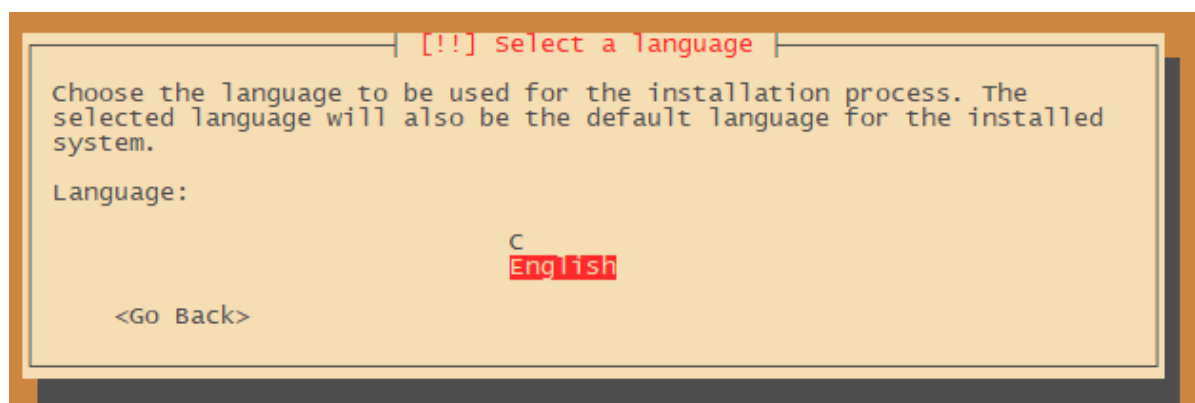 [!!] Select a language
Choose the language to be used for the installation process. The
selected language will also be the default language for the installed
system.
Language:
C
English
<Go Back>